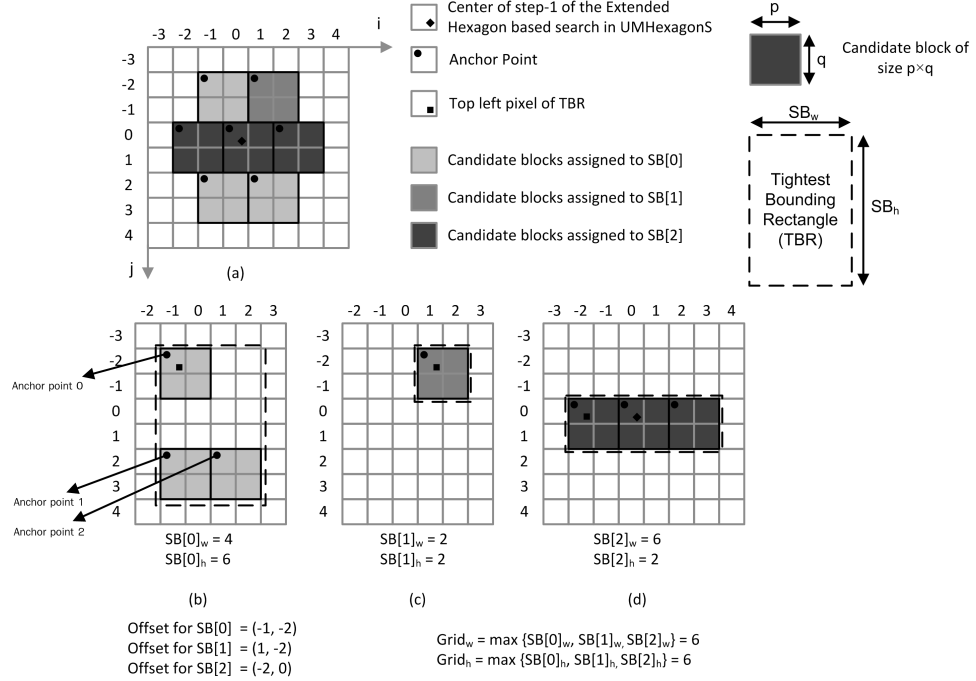 i
-3 -2 -1 0 1 2 3 4
-3
-2
-1
0
1
2
3
4
j
(a)
Center of step-1 of the Extended
Hexagon based search in UMHexagonS
Anchor Point
Top left pixel of TBR
Candidate blocks assigned to SB[0]
Candidate blocks assigned to SB[1]
Candidate blocks assigned to SB[2]
p
q
Candidate block of
size p×q
SBw
Tightest
Bounding
Rectangle
(TBR)
SBh
-2 -1 0 1 2 3
-3
-2
-1
0
1
2
3
4
Anchor point 0
Anchor point 1
Anchor point 2
SB[0]w = 4
SB[0]h = 6
(b)
-2 -1 0 1 2 3
-3
-2
-1
0
1
2
3
4
SB[1]w = 2
SB[1]h = 2
(c)
-3 -2 -1 0 1 2 3 4
-3
-2
-1
0
1
2
3
4
SB[2]w = 6
SB[2]h = 2
(d)
Offset for SB[0] = (-1, -2)
Offset for SB[1] = (1, -2)
Offset for SB[2] = (-2, 0)
Gridw = max {SB[0]w, SB[1]w, SB[2]w} = 6
Gridh = max {SB[0]h, SB[1]h, SB[2]h} = 6